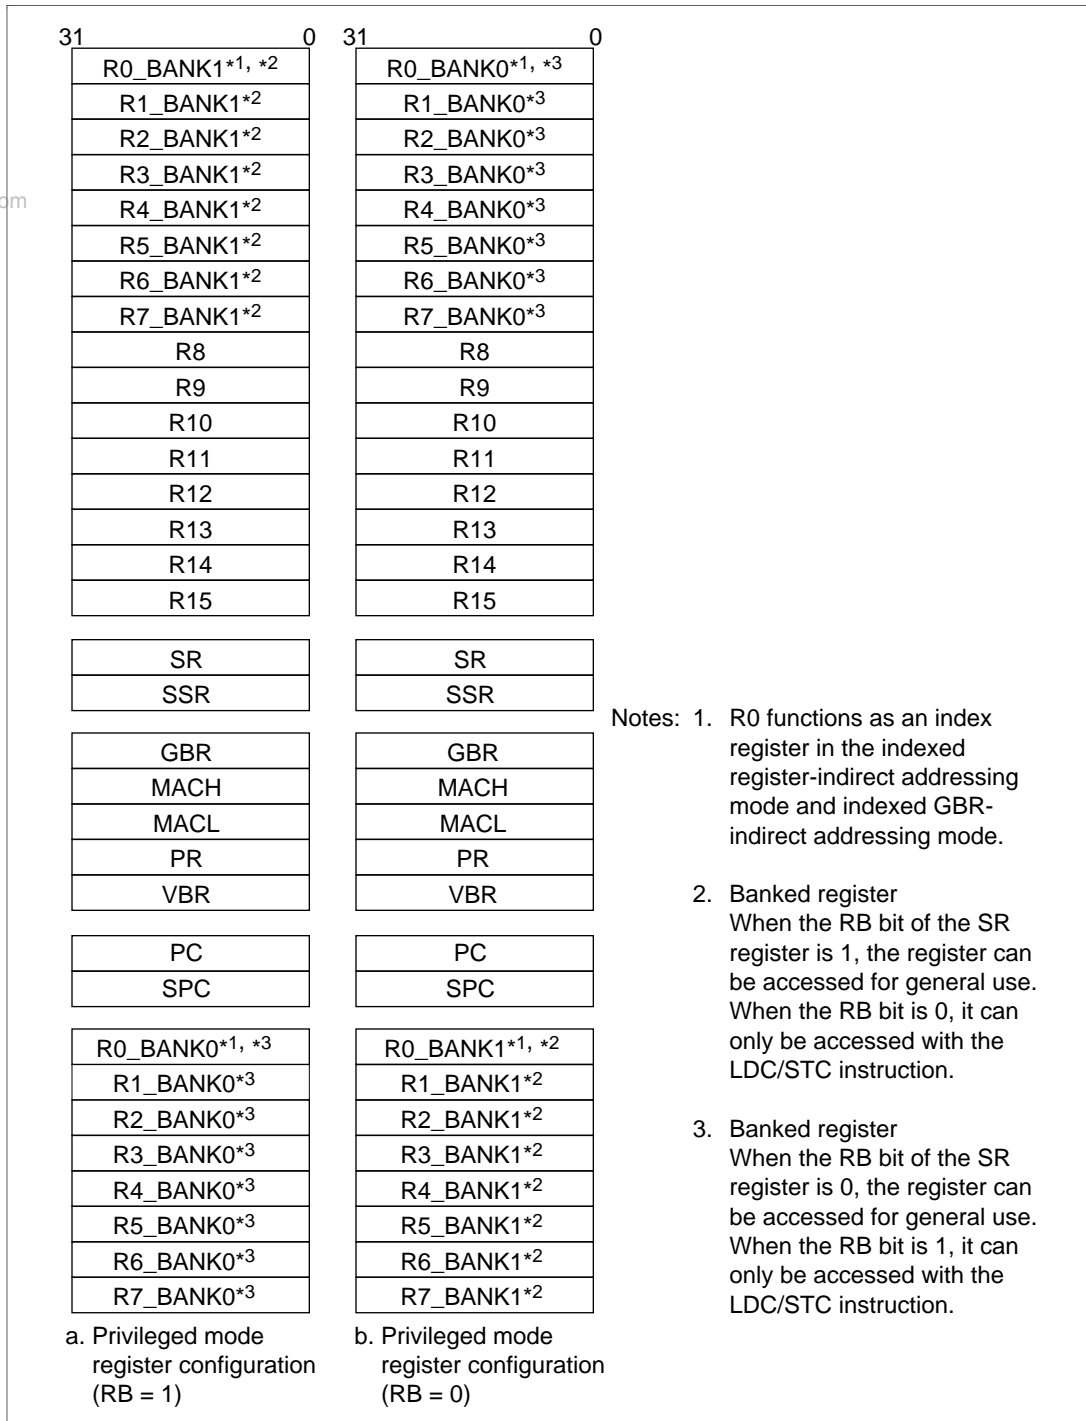 31 0
R0_BANK1*1, *2
R1_BANK1*2
R2_BANK1*2
R3_BANK1*2
R4_BANK1*2
R5_BANK1*2
R6_BANK1*2
R7_BANK1*2
R8
R9
R10
R11
R12
R13
R14
R15
SR
SSR
GBR
MACH
MACL
PR
VBR
PC
SPC
R0_BANK0*1, *3
R1_BANK0*3
R2_BANK0*3
R3_BANK0*3
R4_BANK0*3
R5_BANK0*3
R6_BANK0*3
R7_BANK0*3
a. Privileged mode
register configuration
(RB = 1)
31 0
R0_BANK0*1, *3
R1_BANK0*3
R2_BANK0*3
R3_BANK0*3
R4_BANK0*3
R5_BANK0*3
R6_BANK0*3
R7_BANK0*3
R8
R9
R10
R11
R12
R13
R14
R15
SR
SSR
GBR
MACH
MACL
PR
VBR
PC
SPC
R0_BANK1*1, *2
R1_BANK1*2
R2_BANK1*2
R3_BANK1*2
R4_BANK1*2
R5_BANK1*2
R6_BANK1*2
R7_BANK1*2
b. Privileged mode
register configuration
(RB = 0)
Notes: 1. R0 functions as an index
register in the indexed
register-indirect addressing
mode and indexed GBR-
indirect addressing mode.
2. Banked register
When the RB bit of the SR
register is 1, the register can
be accessed for general use.
When the RB bit is 0, it can
only be accessed with the
LDC/STC instruction.
3. Banked register
When the RB bit of the SR
register is 0, the register can
be accessed for general use.
When the RB bit is 1, it can
only be accessed with the
LDC/STC instruction.